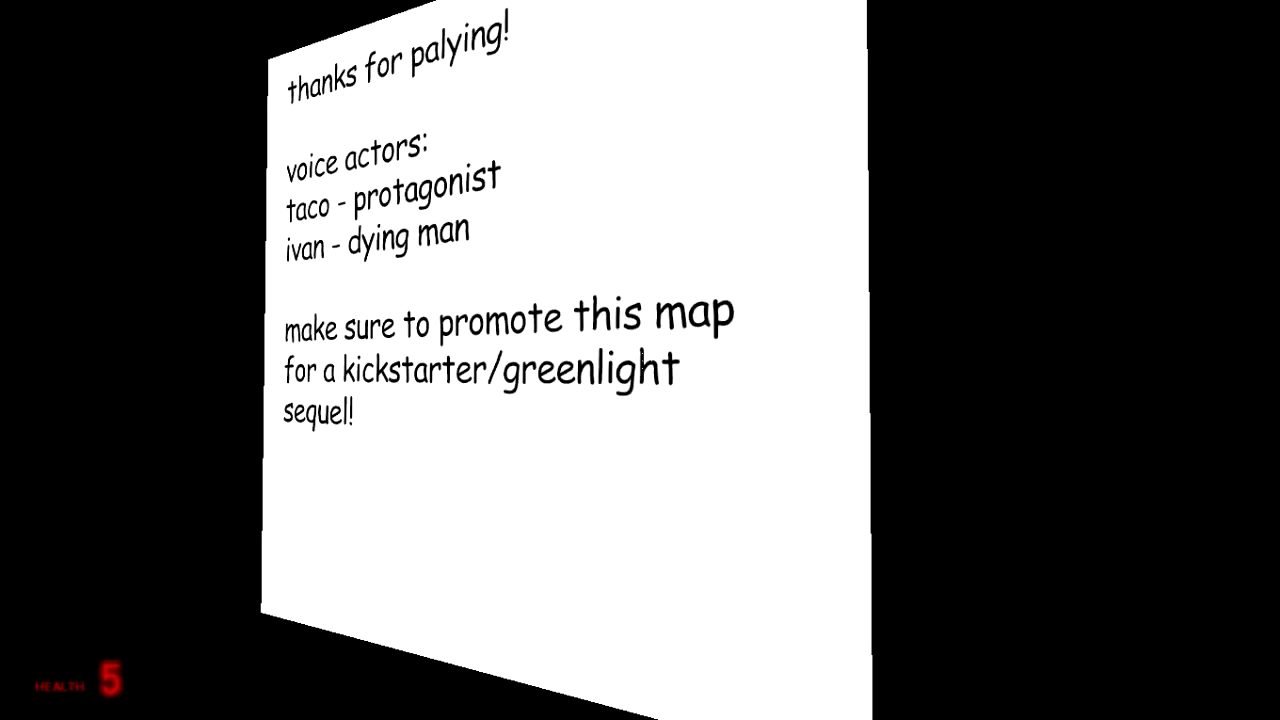 thanks for palying!
voice actors:
taco - protagonist
ivan - dying man
make sure to promote this map
for a kickstarter/greenlight
sequel!
HEALTH 5